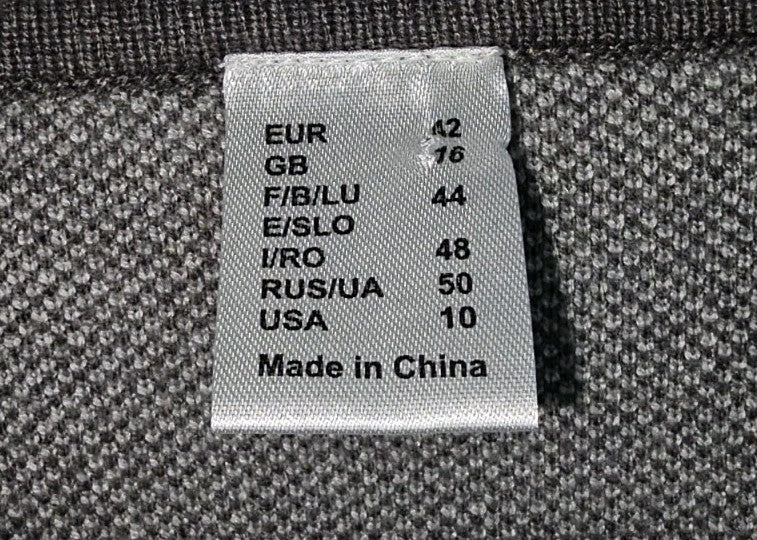 EUR 42
GB 16
F/B/LU 44
E/SLO
I/RO 48
RUS/UA 50
USA 10
Made in China